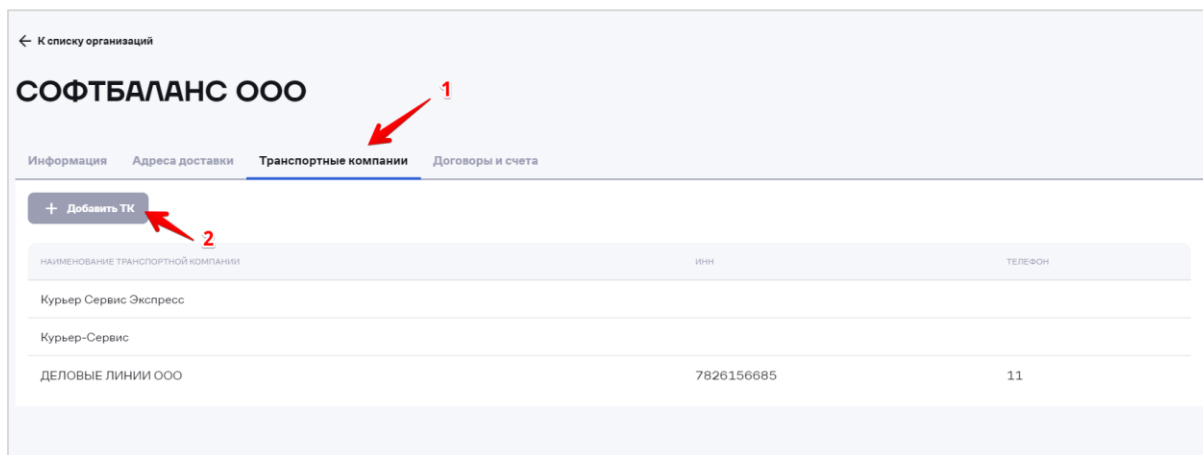 ← К списку организаций
СОФТБАЛАНС ООО
1
Информация Адреса доставки Транспортные компании Договоры и счета
+ Добавить ТК
2
НАИМЕНОВАНИЕ ТРАНСПОРТНОЙ КОМПАНИИ ИНН ТЕЛЕФОН
Курьер Сервис Экспресс
Курьер-Сервис
ДЕЛОВЫЕ ЛИНИИ ООО 7826156685 11